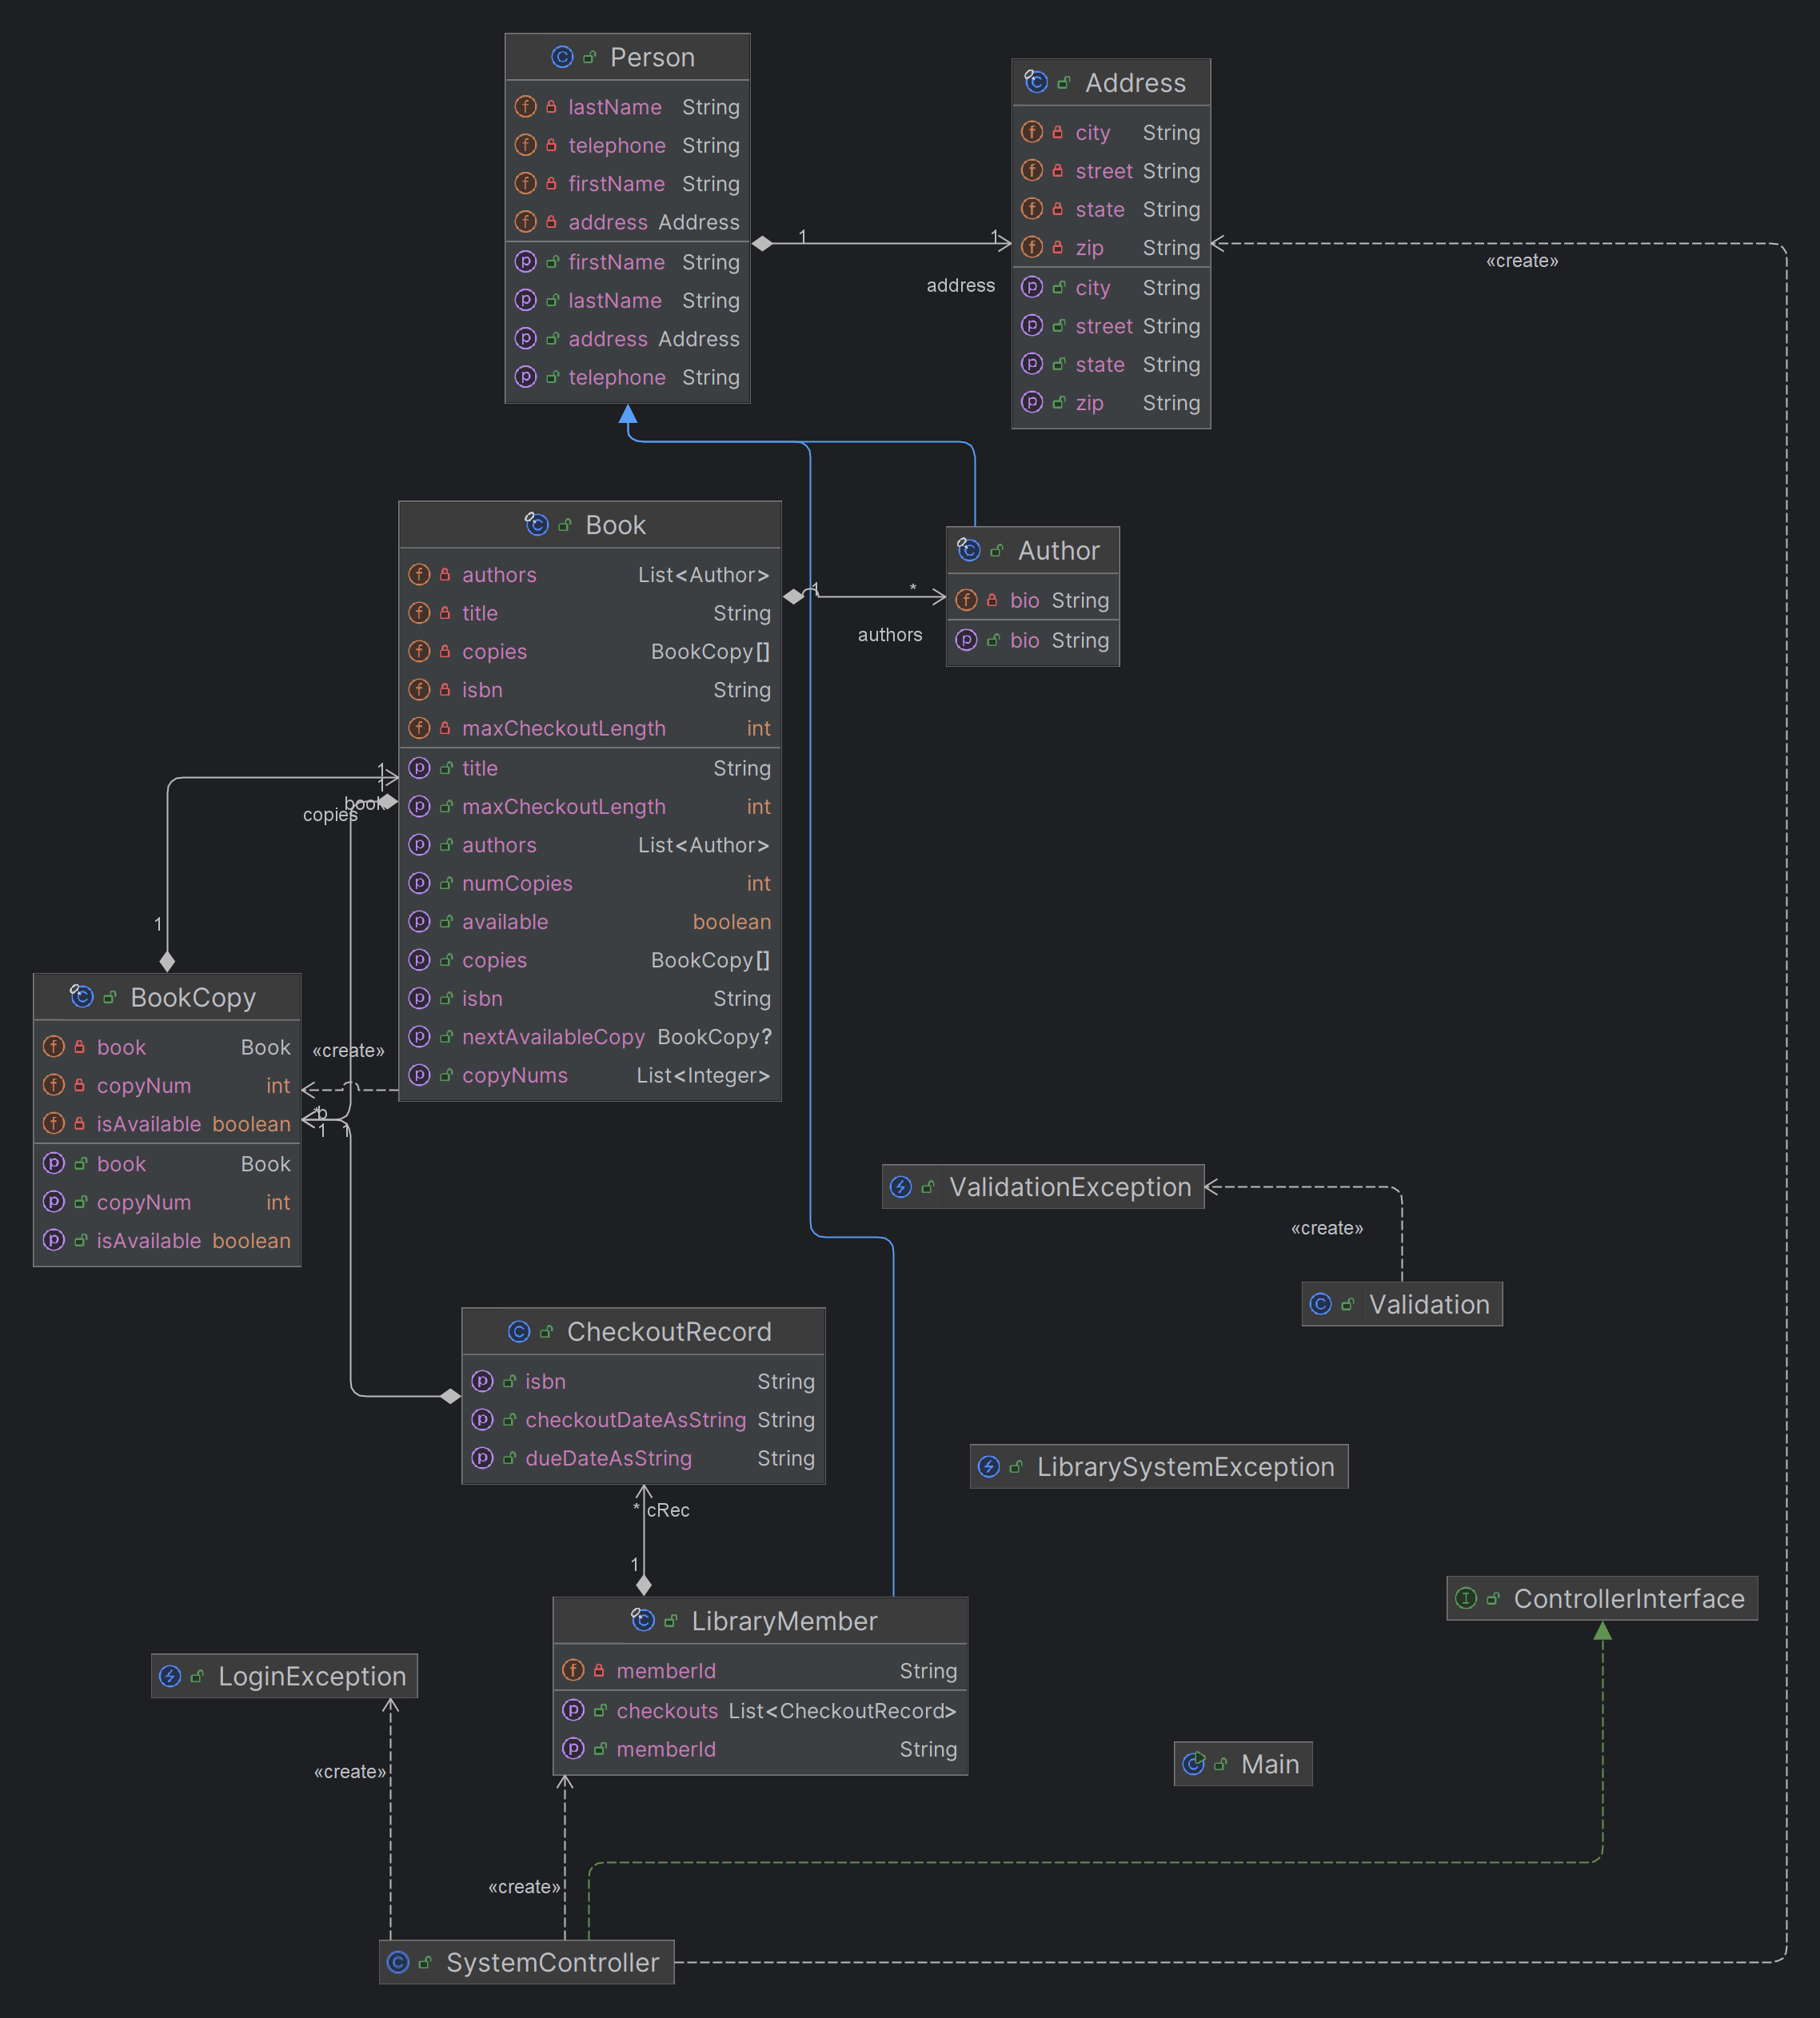 Person
lastName String
telephone String
firstName String
address Address
firstName String
lastName String
address Address
telephone String
Address
city String
street String
state String
zip String
city String
street String
state String
zip String
1 1
address
«create»
Book
authors List<Author>
title String
copies BookCopy[]
isbn String
maxCheckoutLength int
title String
maxCheckoutLength int
authors List<Author>
numCopies int
available boolean
copies BookCopy[]
isbn String
nextAvailableCopy BookCopy?
copyNums List<Integer>
Author
bio String
bio String
1 *
authors
1
1
book
copies
1
BookCopy
book Book
copyNum int
isAvailable boolean
book Book
copyNum int
isAvailable boolean
«create»
*
1 1
ValidationException
«create»
Validation
CheckoutRecord
isbn String
checkoutDateAsString String
dueDateAsString String
LibrarySystemException
* cRec
1
ControllerInterface
LibraryMember
memberId String
checkouts List<CheckoutRecord>
memberId String
LoginException
«create»
Main
«create»
SystemController